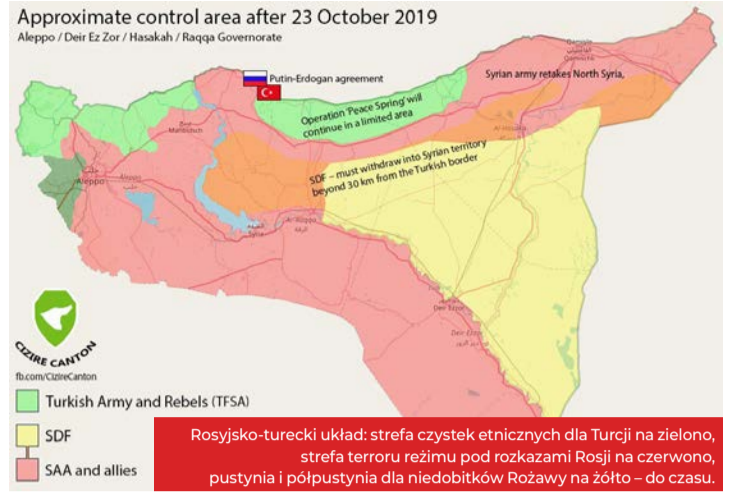 Approximate control area after 23 October 2019
Aleppo / Deir Ez Zor / Hasakah / Raqqa Governorate
Putin-Erdogan agreement
Syrian army retakes North Syria,
Operation 'Peace Spring' will
continue in a limited area
SDF – must withdraw into Syrian territory
beyond 30 km from the Turkish border
Aleppo
Deir Ezzor
CIZIRE CANTON
fb.com/CizireCanton
Turkish Army and Rebels (TFSA)
SDF
SAA and allies
Rosyjsko-turecki układ: strefa czystek etnicznych dla Turcji na zielono,
strefa terroru reżimu pod rozkazami Rosji na czerwono,
pustynia i półpustynia dla niedobitków Rożawy na żółto – do czasu.